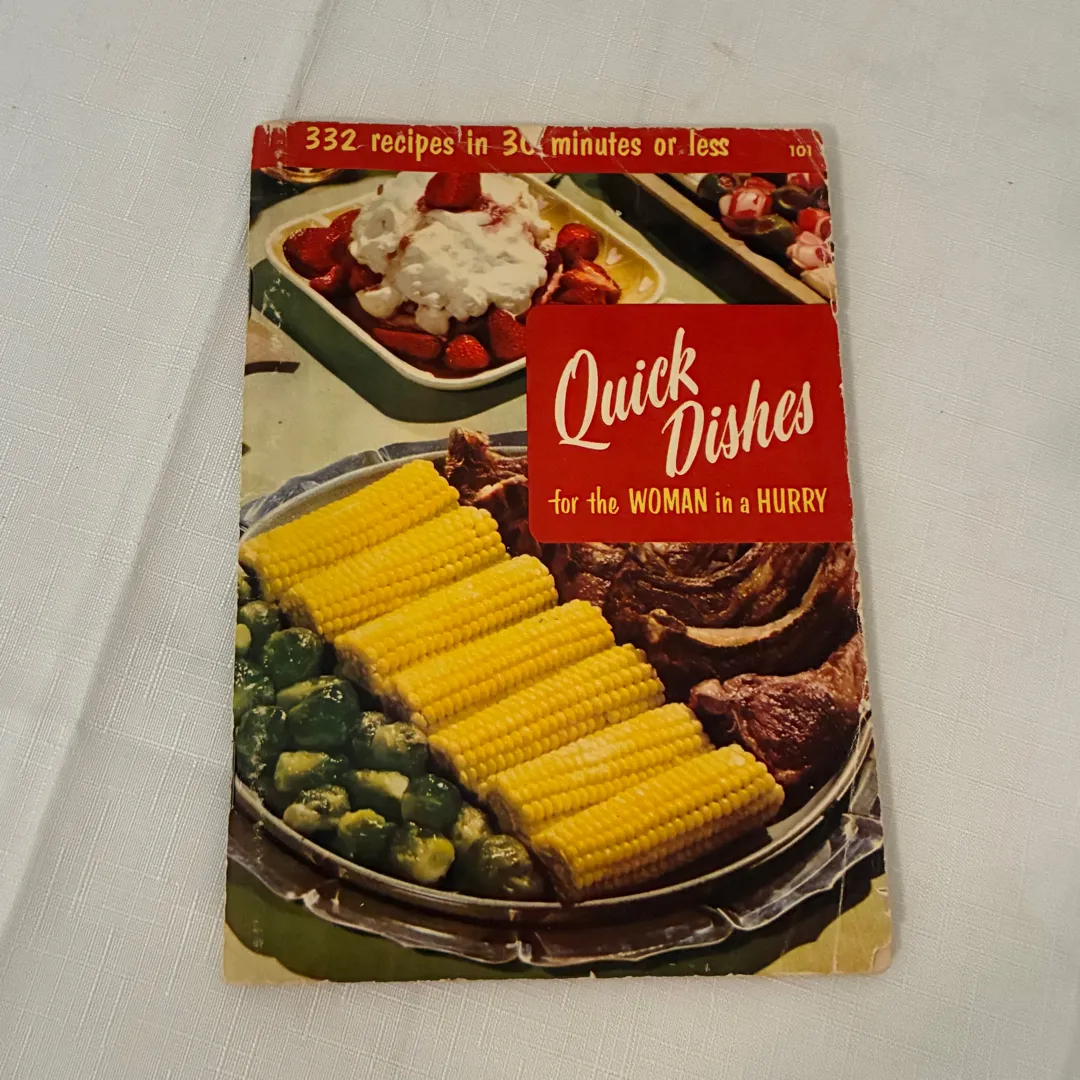 332 recipes in 30 minutes or less
101
Quick
Dishes
for the WOMAN in a HURRY